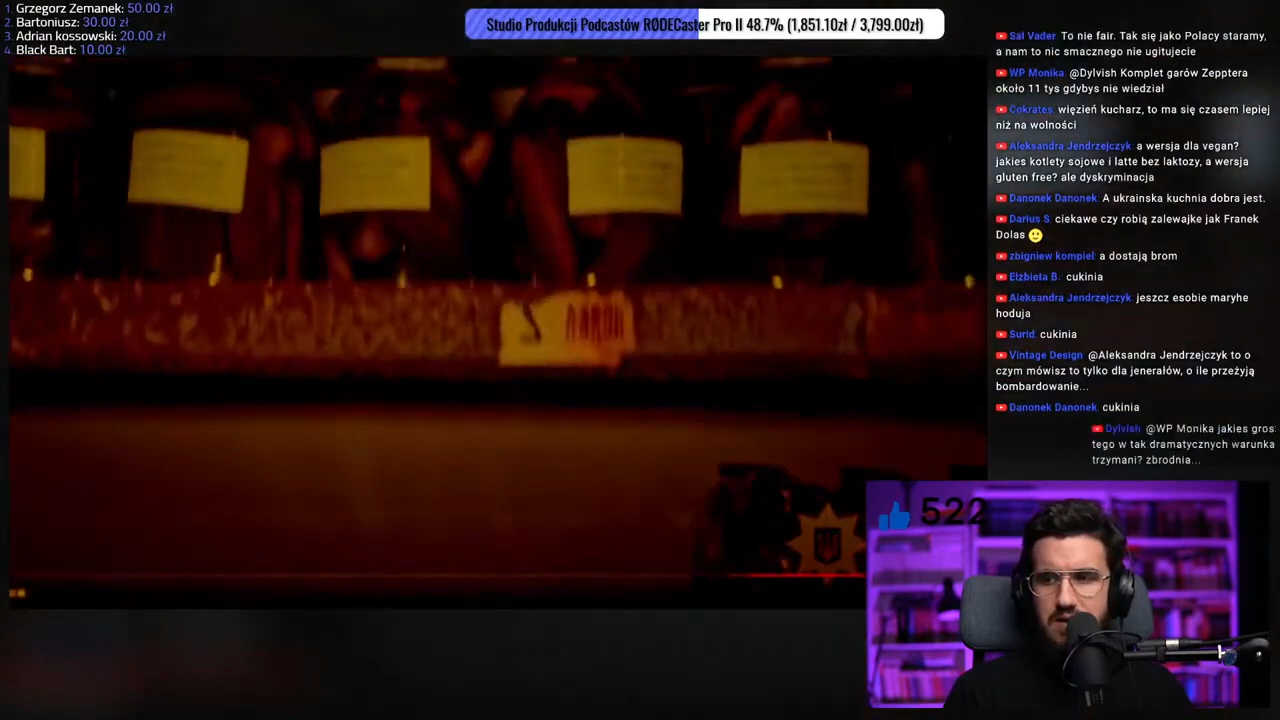 1. Grzegorz Zemanek: 50.00 zł
2. Bartoniusz: 30.00 zł
3. Adrian kossowski: 20.00 zł
4. Black Bart: 10.00 zł
Studio Produkcji Podcastów RØDECaster Pro II 48.7% (1,851.10zł / 3,799.00zł)
Sal Vader To nie fair. Tak się jako Polacy staramy,
a nam to nic smacznego nie ugitujecie
WP Monika @Dylvish Komplet garów Zepptera
około 11 tys gdybys nie wiedział
Cokrates: więzień kucharz, to ma się czasem lepiej
niż na wolności
Aleksandra Jendrzejczyk: a wersja dla vegan?
jakies kotlety sojowe i latte bez laktozy, a wersja
gluten free? ale dyskryminacja
Danonek Danonek: A ukrainska kuchnia dobra jest.
Darius S. ciekawe czy robią zalewajke jak Franek
Dolas
zbigniew kompiel: a dostają brom
Elżbieta B.: cukinia
Aleksandra Jendrzejczyk jeszcz esobie maryhe
hoduja
Surid: cukinia
Vintage Design @Aleksandra Jendrzejczyk to o
czym mówisz to tylko dla jenerałów, o ile przeżyją
bombardowanie...
Danonek Danonek: cukinia
Dylvish @WP Monika jakies gros
tego w tak dramatycznych warunka
trzymani? zbrodnia...
522